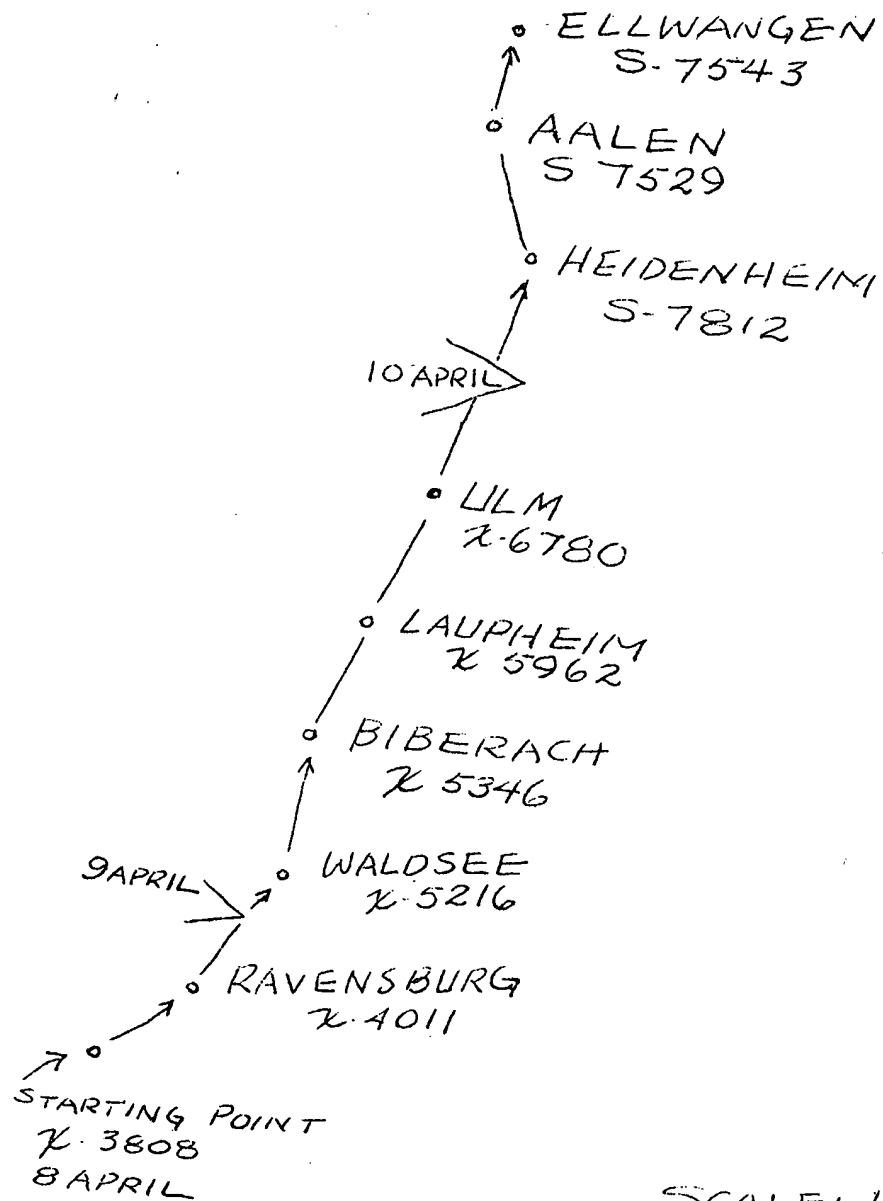 ELLWANGEN
S-7543
AALEN
S 7529
HEIDENHEIM
S-7812
10 APRIL
ULM
X-6780
LAUPHEIM
X 5962
BIBERACH
X 5346
9 APRIL
WALDSEE
X-5216
RAVENSBURG
X-4011
STARTING POINT
X-3808
8 APRIL